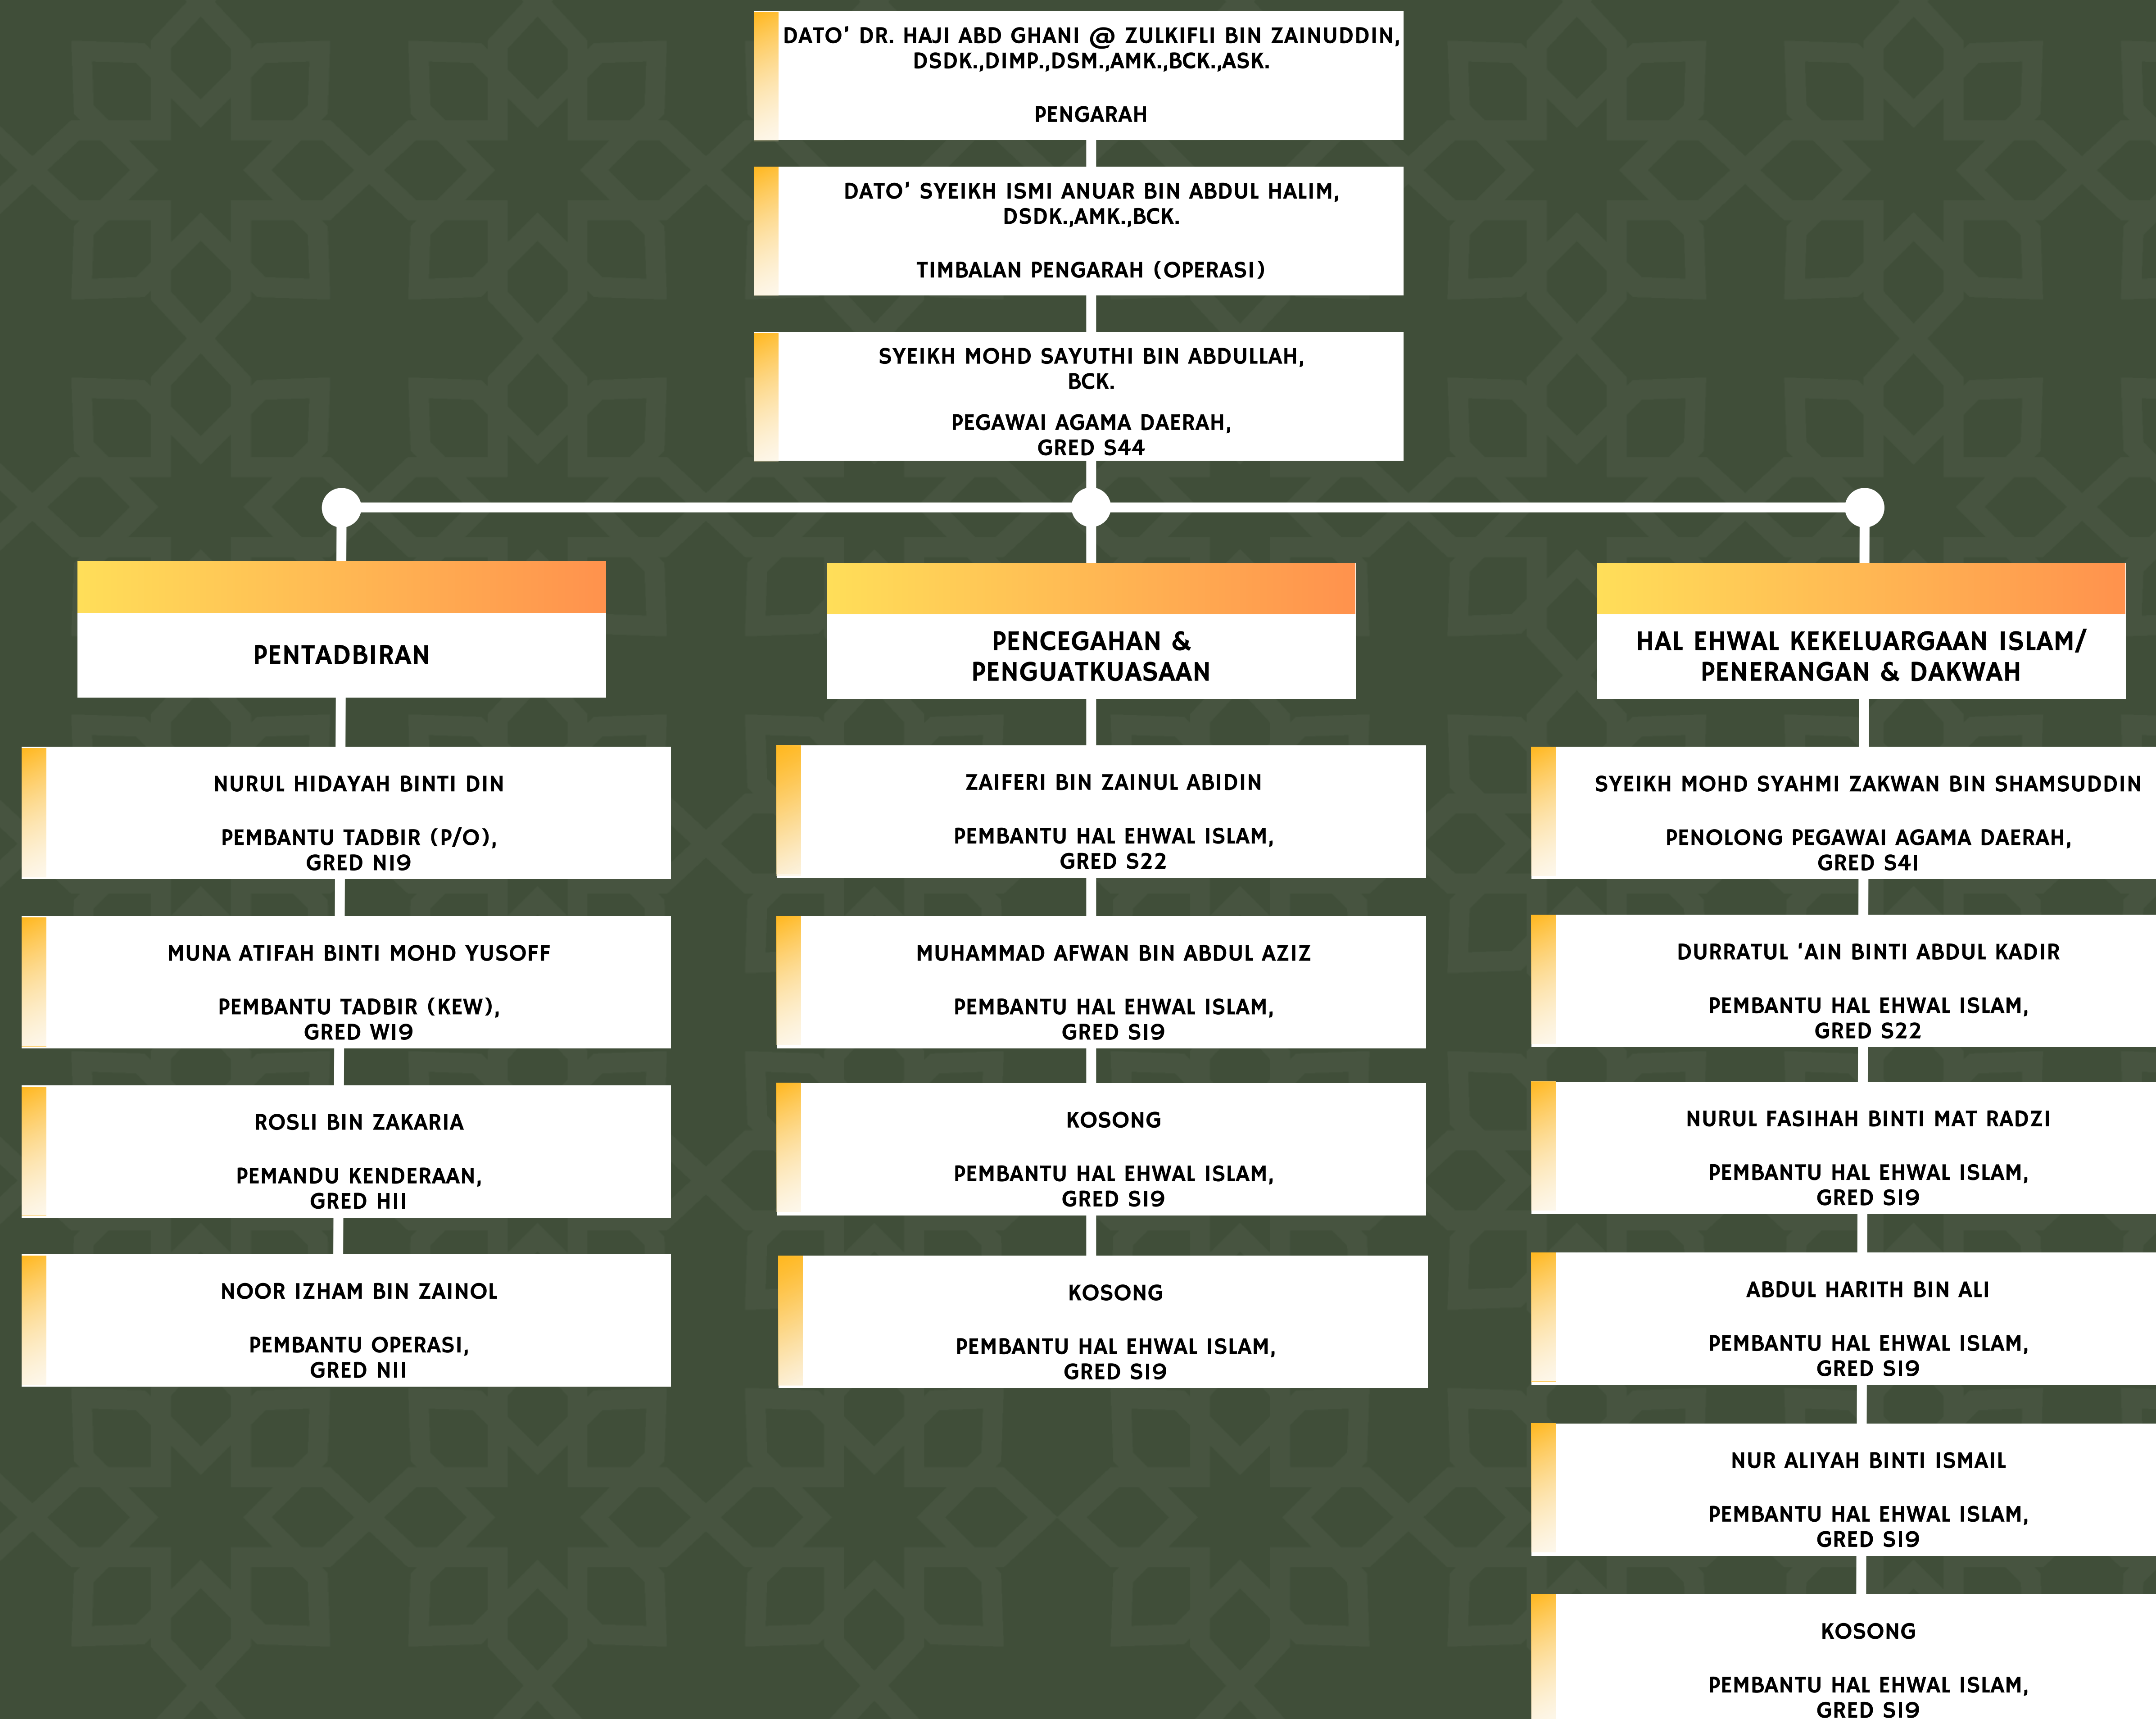 DATO' DR. HAJI ABD GHANI @ ZULKIFLI BIN ZAINUDDIN,
DSDK.,DIMP.,DSM.,AMK.,BCK.,ASK.
PENGARAH
DATO' SYEIKH ISMI ANUAR BIN ABDUL HALIM,
DSDK.,AMK.,BCK.
TIMBALAN PENGARAH (OPERASI)
SYEIKH MOHD SAYUTHI BIN ABDULLAH,
BCK.
PEGAWAI AGAMA DAERAH,
GRED S44
PENTADBIRAN
NURUL HIDAYAH BINTI DIN
PEMBANTU TADBIR (P/O),
GRED N19
MUNA ATIFAH BINTI MOHD YUSOFF
PEMBANTU TADBIR (KEW),
GRED W19
ROSLI BIN ZAKARIA
PEMANDU KENDERAAN,
GRED H11
NOOR IZHAM BIN ZAINOL
PEMBANTU OPERASI,
GRED N11
PENCEGAHAN &
PENGUATKUASAAN
ZAIFERI BIN ZAINUL ABIDIN
PEMBANTU HAL EHWAL ISLAM,
GRED S22
MUHAMMAD AFWAN BIN ABDUL AZIZ
PEMBANTU HAL EHWAL ISLAM,
GRED S19
KOSONG
PEMBANTU HAL EHWAL ISLAM,
GRED S19
KOSONG
PEMBANTU HAL EHWAL ISLAM,
GRED S19
HAL EHWAL KEKELUARGAAN ISLAM/
PENERANGAN & DAKWAH
SYEIKH MOHD SYAHMI ZAKWAN BIN SHAMSUDDIN
PENOLONG PEGAWAI AGAMA DAERAH,
GRED S41
DURRATUL 'AIN BINTI ABDUL KADIR
PEMBANTU HAL EHWAL ISLAM,
GRED S22
NURUL FASIHAH BINTI MAT RADZI
PEMBANTU HAL EHWAL ISLAM,
GRED S19
ABDUL HARITH BIN ALI
PEMBANTU HAL EHWAL ISLAM,
GRED S19
NUR ALIYAH BINTI ISMAIL
PEMBANTU HAL EHWAL ISLAM,
GRED S19
KOSONG
PEMBANTU HAL EHWAL ISLAM,
GRED S19